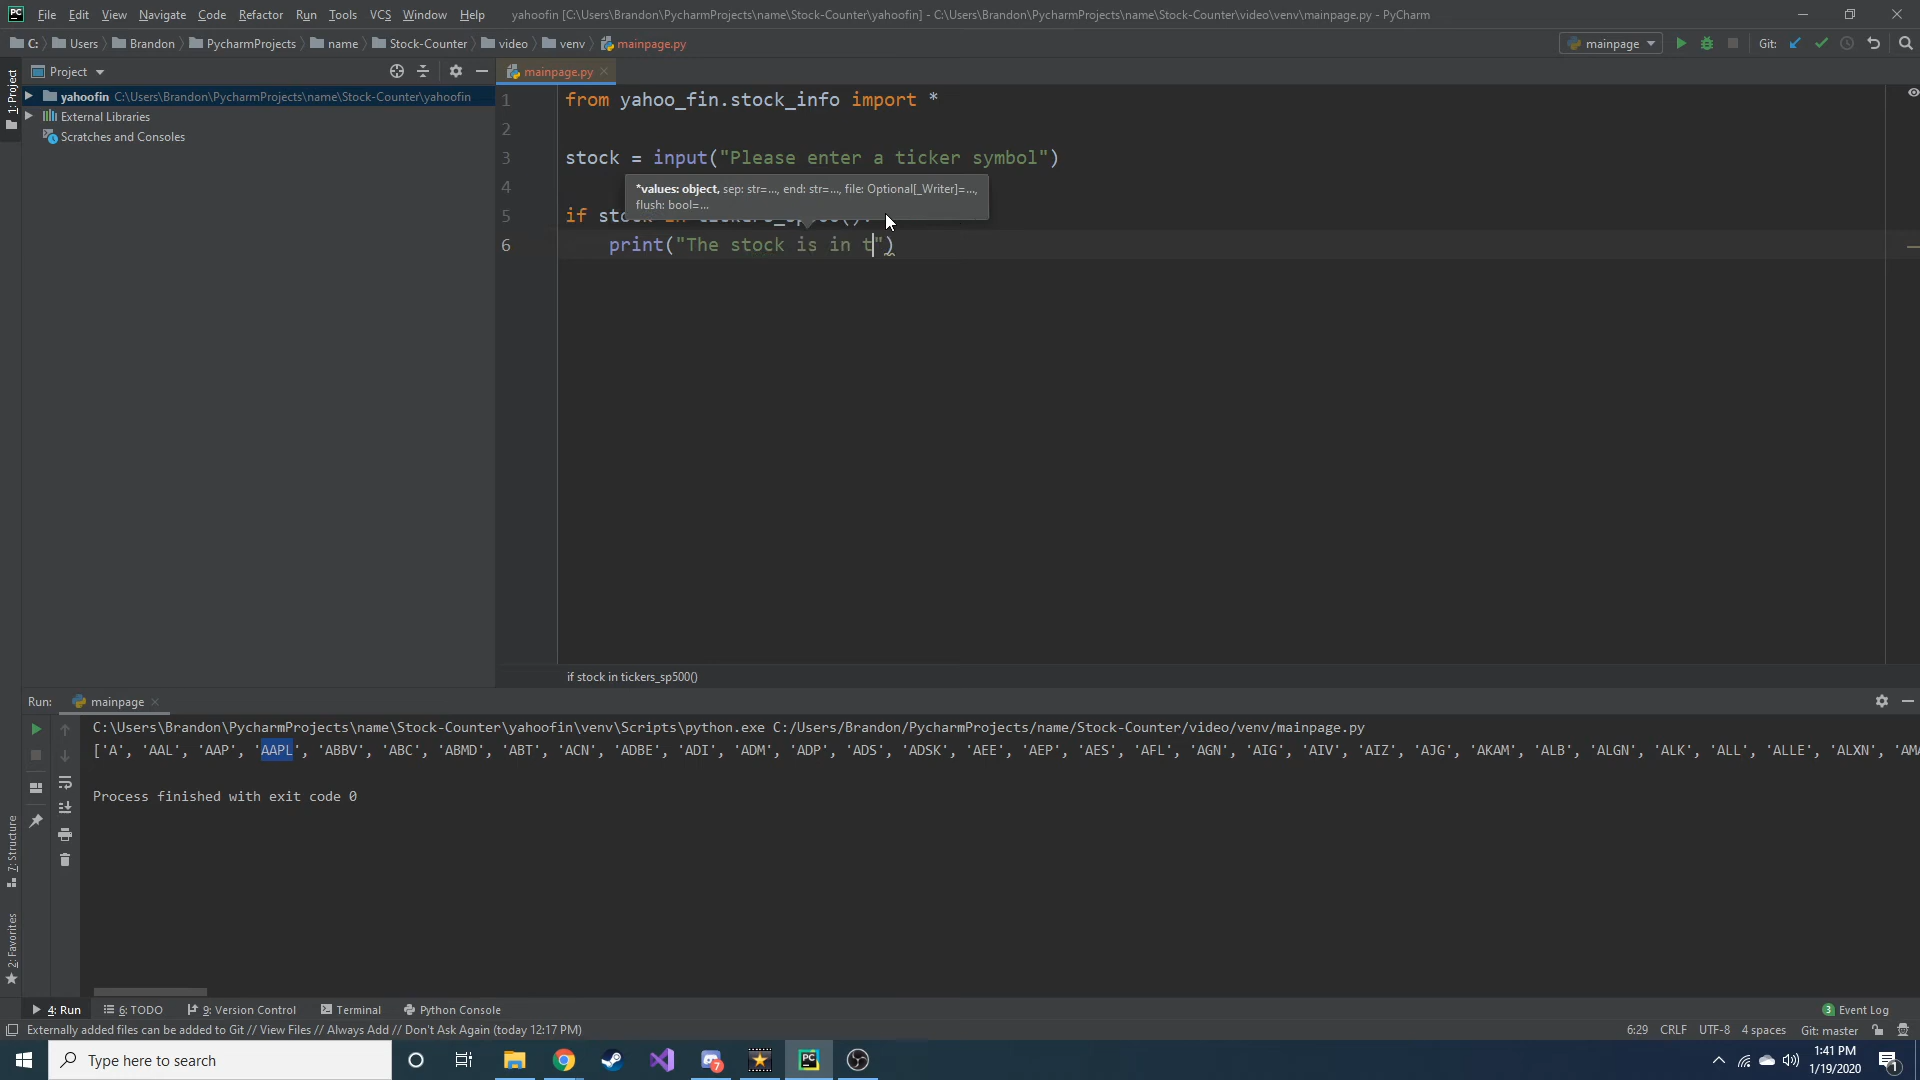 PC File Edit View Navigate Code Refactor Run Tools VCS Window Help yahoofin [C:\Users\Brandon\PycharmProjects\name\Stock-Counter\yahoofin] - C:\Users\Brandon\PycharmProjects\name\Stock-Counter\video\venv\mainpage.py - PyCharm
C: Users Brandon PycharmProjects name Stock-Counter video venv mainpage.py mainpage Git:
1: Project
Project
yahoofin C:\Users\Brandon\PycharmProjects\name\Stock-Counter\yahoofin
External Libraries
Scratches and Consoles
mainpage.py
1 from yahoo_fin.stock_info import *
2
3 stock = input("Please enter a ticker symbol")
4
*values: object, sep: str=..., end: str=..., file: Optional[_Writer]=...,
flush: bool=...
5 if stock in tickers_sp500():
6 print("The stock is in t")
if stock in tickers_sp500()
Run: mainpage
C:\Users\Brandon\PycharmProjects\name\Stock-Counter\yahoofin\venv\Scripts\python.exe C:/Users/Brandon/PycharmProjects/name/Stock-Counter/video/venv/mainpage.py
['A', 'AAL', 'AAP', 'AAPL', 'ABBV', 'ABC', 'ABMD', 'ABT', 'ACN', 'ADBE', 'ADI', 'ADM', 'ADP', 'ADS', 'ADSK', 'AEE', 'AEP', 'AES', 'AFL', 'AGN', 'AIG', 'AIV', 'AIZ', 'AJG', 'AKAM', 'ALB', 'ALGN', 'ALK', 'ALL', 'ALLE', 'ALXN', 'AMA
Process finished with exit code 0
7: Structure
2: Favorites
4: Run 6: TODO 9: Version Control Terminal Python Console 3 Event Log
Externally added files can be added to Git // View Files // Always Add // Don't Ask Again (today 12:17 PM) 6:29 CRLF UTF-8 4 spaces Git: master
Type here to search 7 PC 1:41 PM
1/19/2020 1